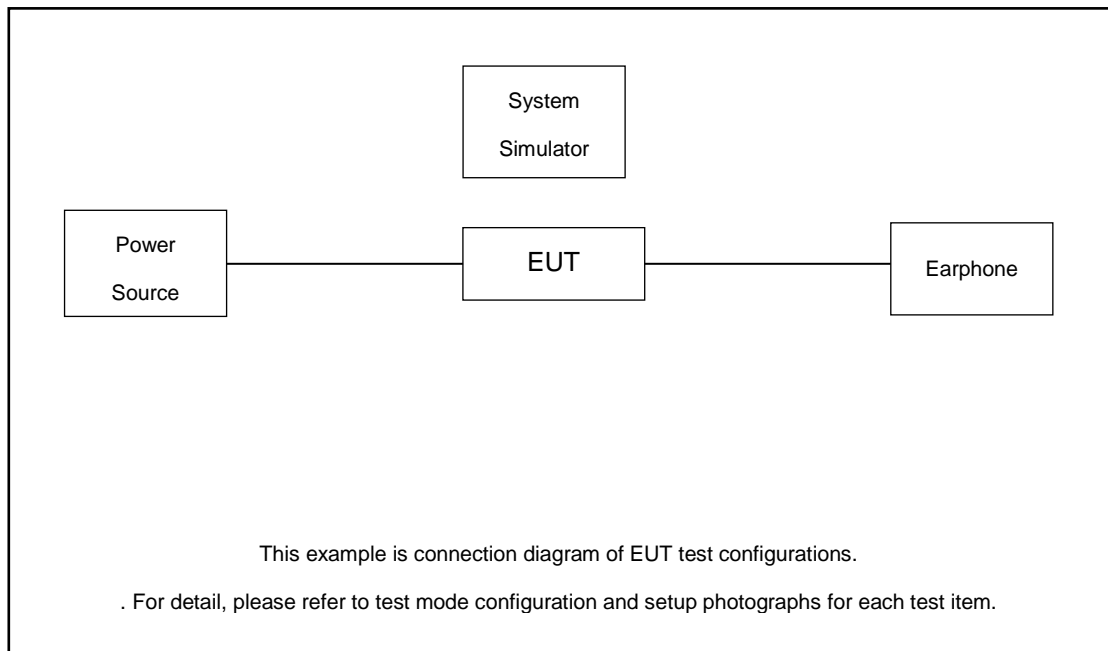 System
Simulator
Power
Source
EUT
Earphone
This example is connection diagram of EUT test configurations.
. For detail, please refer to test mode configuration and setup photographs for each test item.